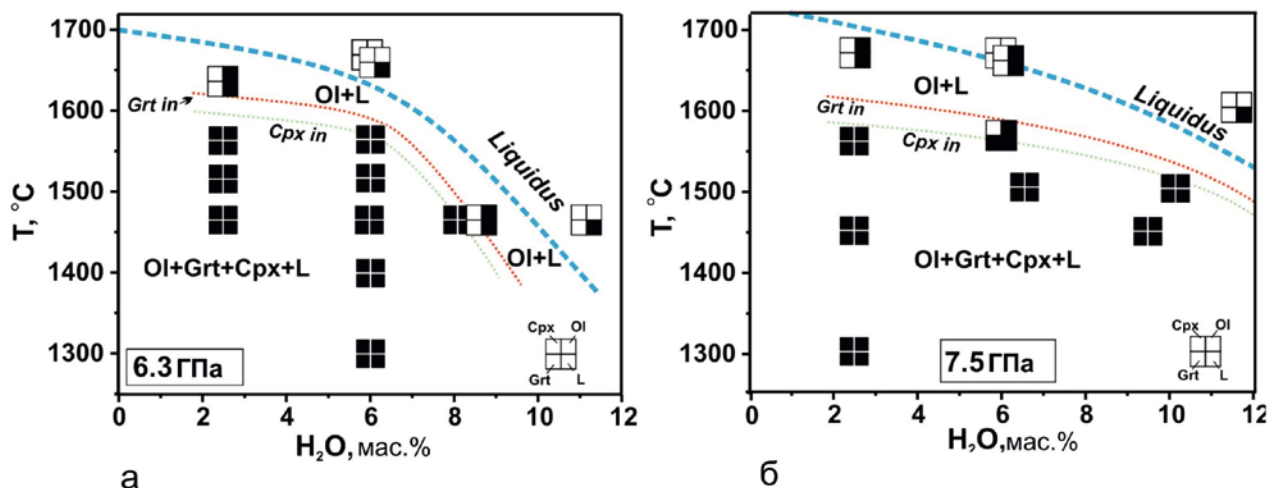 1700
1600
1500
1400
1300
T, °C
0
2
4
6
8
10
12
H₂O, мас.%
Grt in
Cpx in
Ol+L
Liquidus
Ol+L
Ol+Grt+Cpx+L
6.3 ГПа
Cpx Ol
Grt L
а
1700
1600
1500
1400
1300
T, °C
0
2
4
6
8
10
12
H₂O, мас.%
Ol+L
Grt in
Cpx in
Liquidus
Ol+Grt+Cpx+L
7.5 ГПа
Cpx Ol
Grt L
б